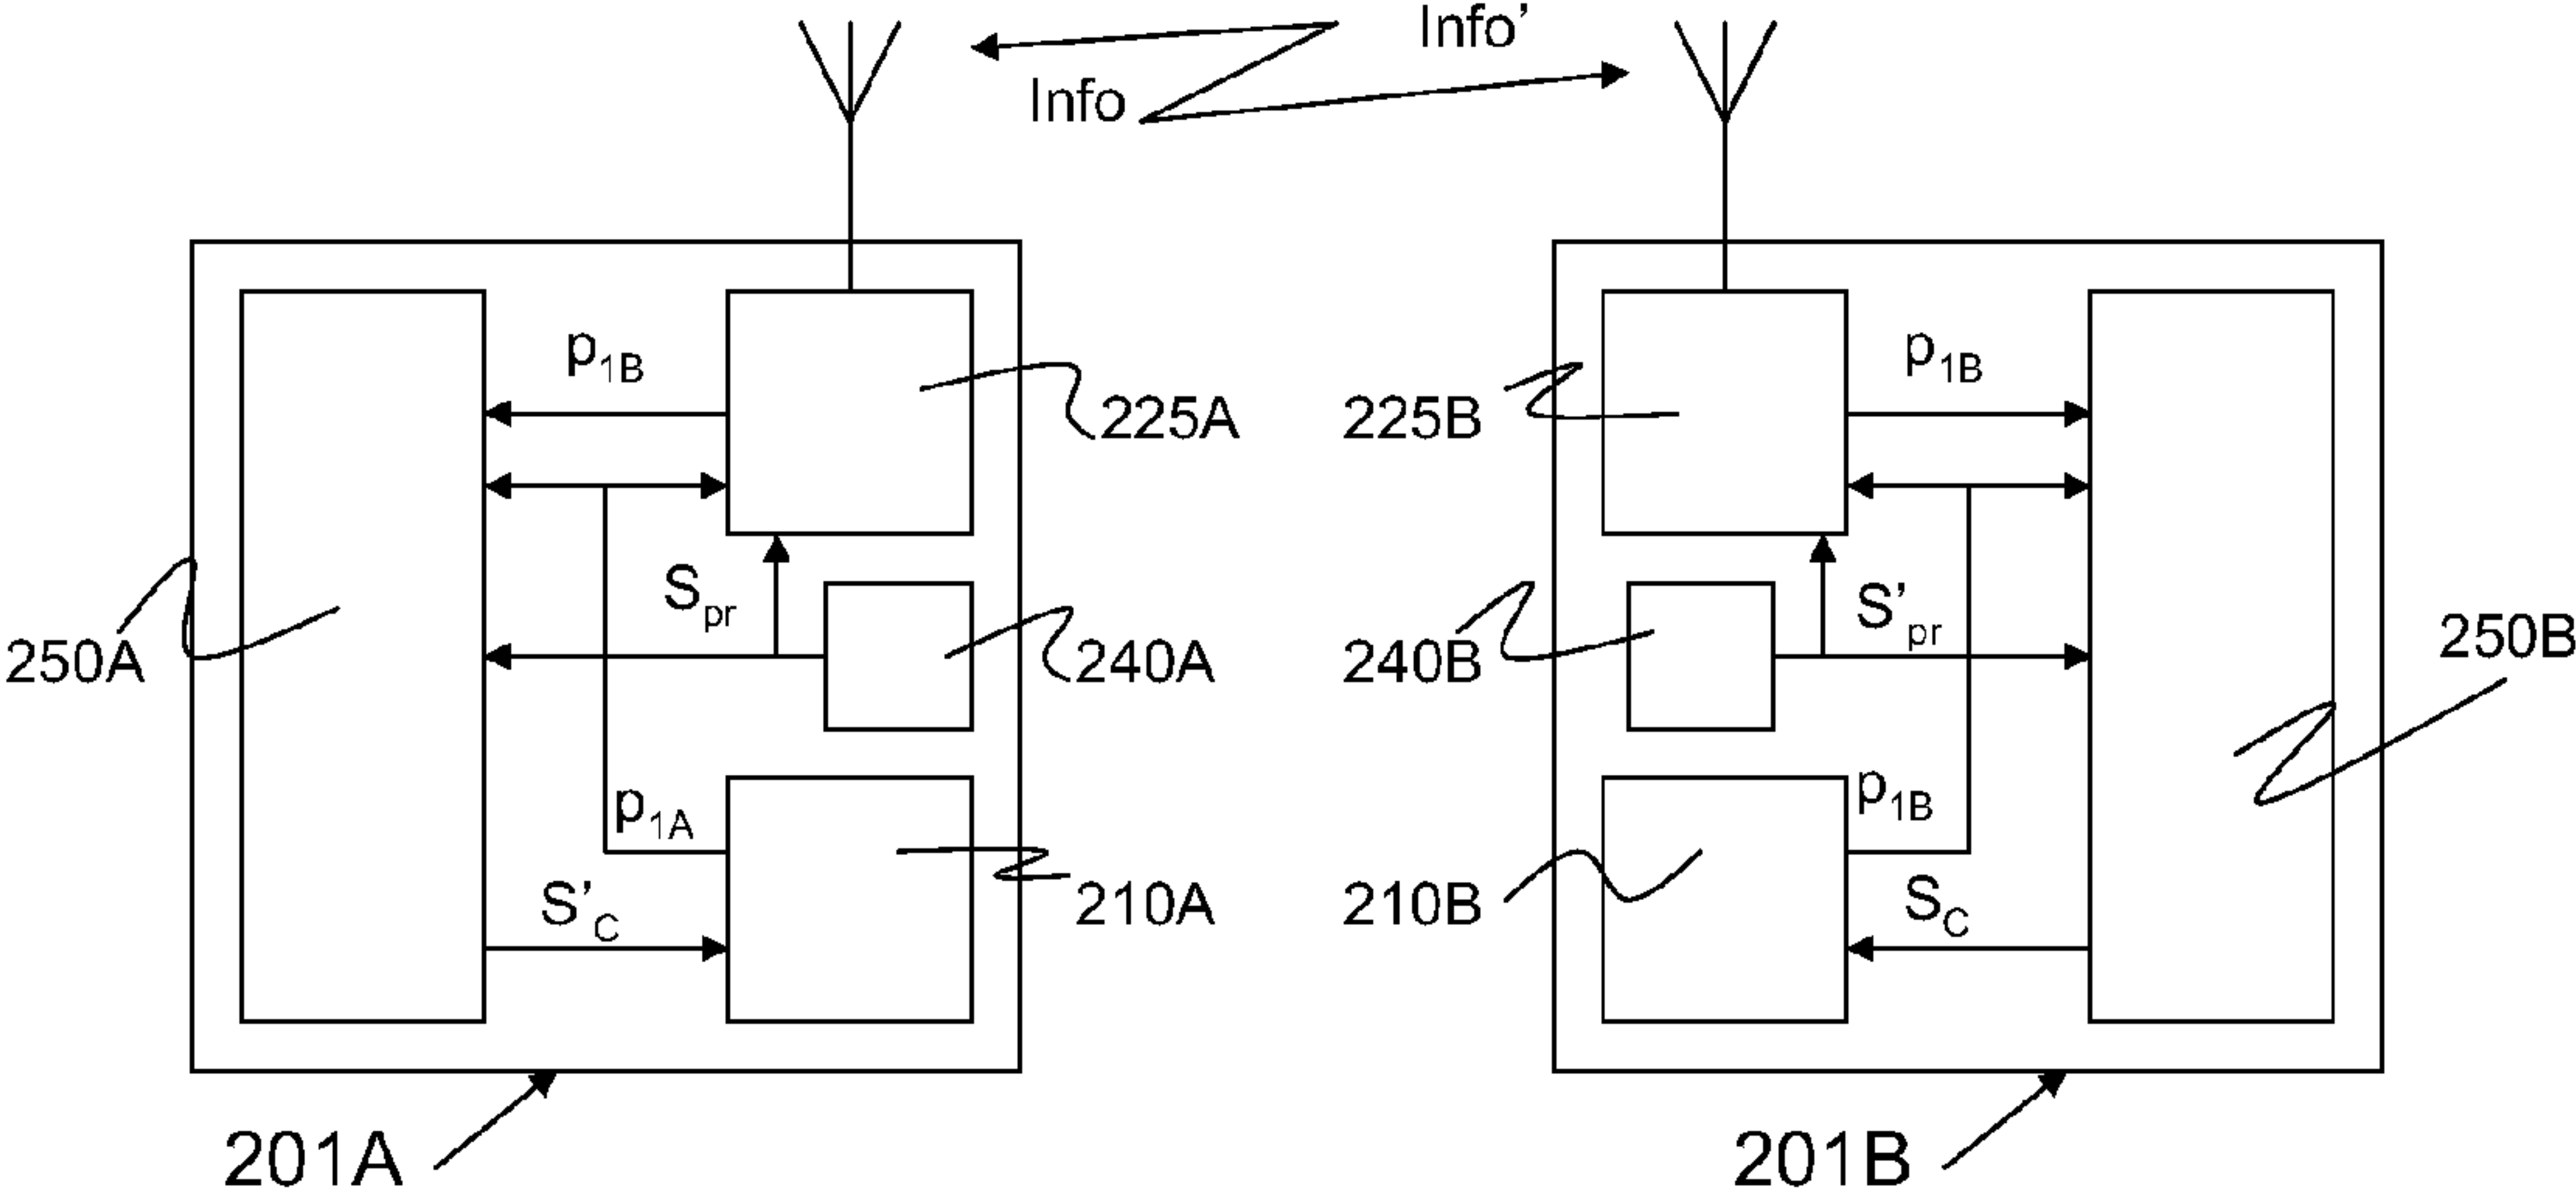 Info’
Info
p1B
p1B
225A
225B
Spr
S’pr
250A
240A
240B
250B
p1A
p1B
S’C
210A
210B
SC
201A
201B